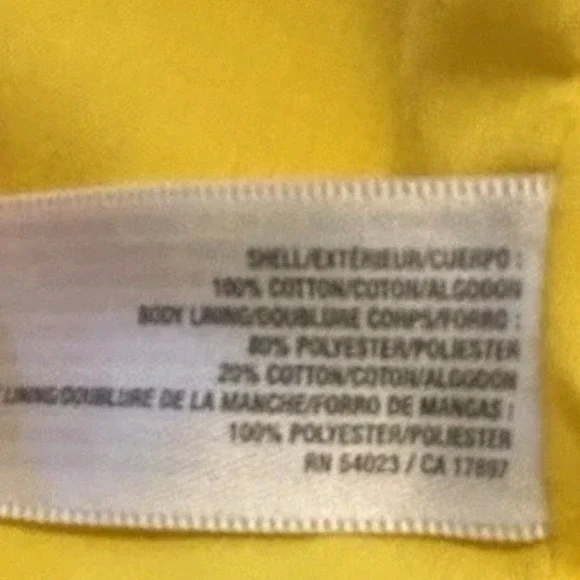 SHELL/EXTÉRIEUR/CUERPO :
100% COTTON/COTON/ALGODON
BODY LINING/DOUBLURE CORPS/FORRO :
80% POLYESTER/POLIESTER
20% COTTON/COTON/ALGODON
LINING/DOUBLURE DE LA MANCHE/FORRO DE MANGAS :
100% POLYESTER/POLIESTER
RN 54023 / CA 17897